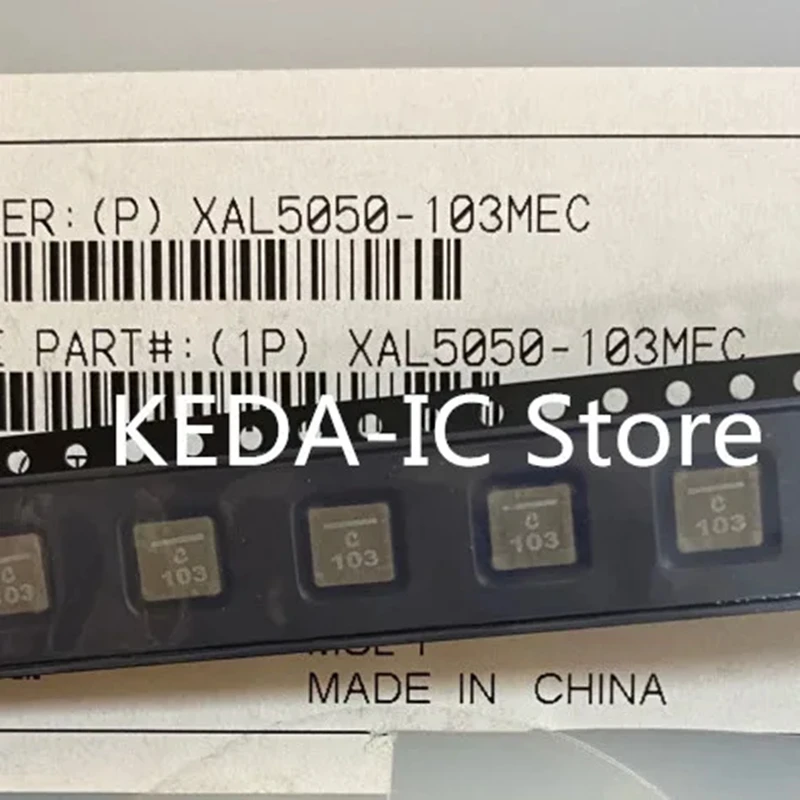 ER:(P) XAL5050-103MEC
PART#:(1P) XAL5050-103MEC
KEDA-IC Store
C
103
C
103
C
103
C
103
C
103
MADE IN CHINA